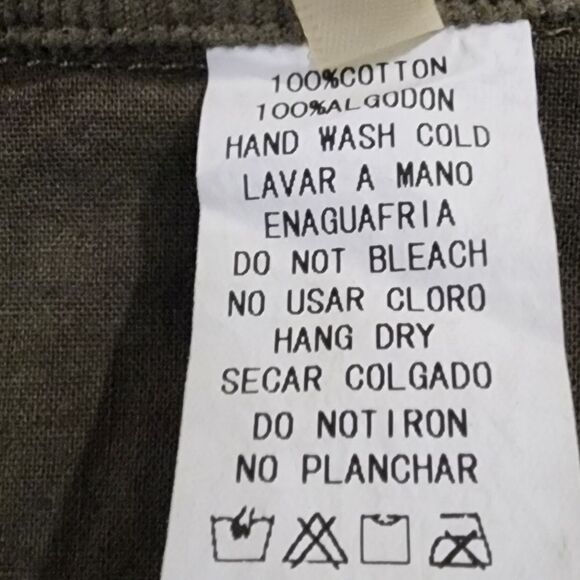 100%COTTON
100%ALGODON
HAND WASH COLD
LAVAR A MANO
ENAGUAFRIA
DO NOT BLEACH
NO USAR CLORO
HANG DRY
SECAR COLGADO
DO NOTIRON
NO PLANCHAR